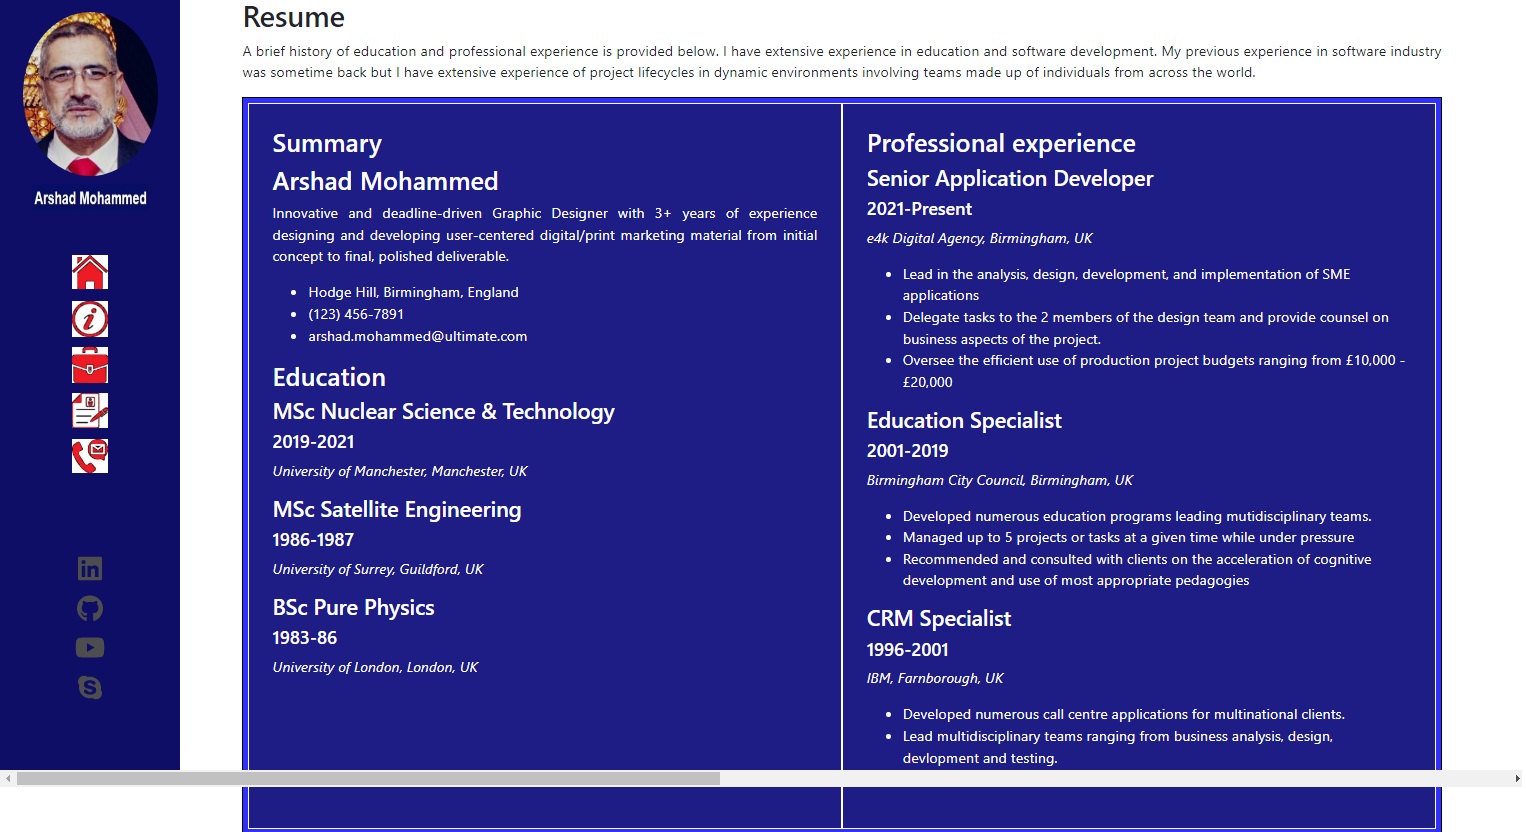 Resume
A brief history of education and professional experience is provided below. I have extensive experience in education and software development. My previous experience in software industry
was sometime back but I have extensive experience of project lifecycles in dynamic environments involving teams made up of individuals from across the world.
Arshad Mohammed
Summary
Arshad Mohammed
Innovative and deadline-driven Graphic Designer with 3+ years of experience
designing and developing user-centered digital/print marketing material from initial
concept to final, polished deliverable.
• Hodge Hill, Birmingham, England
• (123) 456-7891
• arshad.mohammed@ultimate.com
Education
MSc Nuclear Science & Technology
2019-2021
University of Manchester, Manchester, UK
MSc Satellite Engineering
1986-1987
University of Surrey, Guildford, UK
BSc Pure Physics
1983-86
University of London, London, UK
Professional experience
Senior Application Developer
2021-Present
e4k Digital Agency, Birmingham, UK
• Lead in the analysis, design, development, and implementation of SME
applications
• Delegate tasks to the 2 members of the design team and provide counsel on
business aspects of the project.
• Oversee the efficient use of production project budgets ranging from £10,000 -
£20,000
Education Specialist
2001-2019
Birmingham City Council, Birmingham, UK
• Developed numerous education programs leading mutidisciplinary teams.
• Managed up to 5 projects or tasks at a given time while under pressure
• Recommended and consulted with clients on the acceleration of cognitive
development and use of most appropriate pedagogies
CRM Specialist
1996-2001
IBM, Farnborough, UK
• Developed numerous call centre applications for multinational clients.
• Lead multidisciplinary teams ranging from business analysis, design,
devlopment and testing.